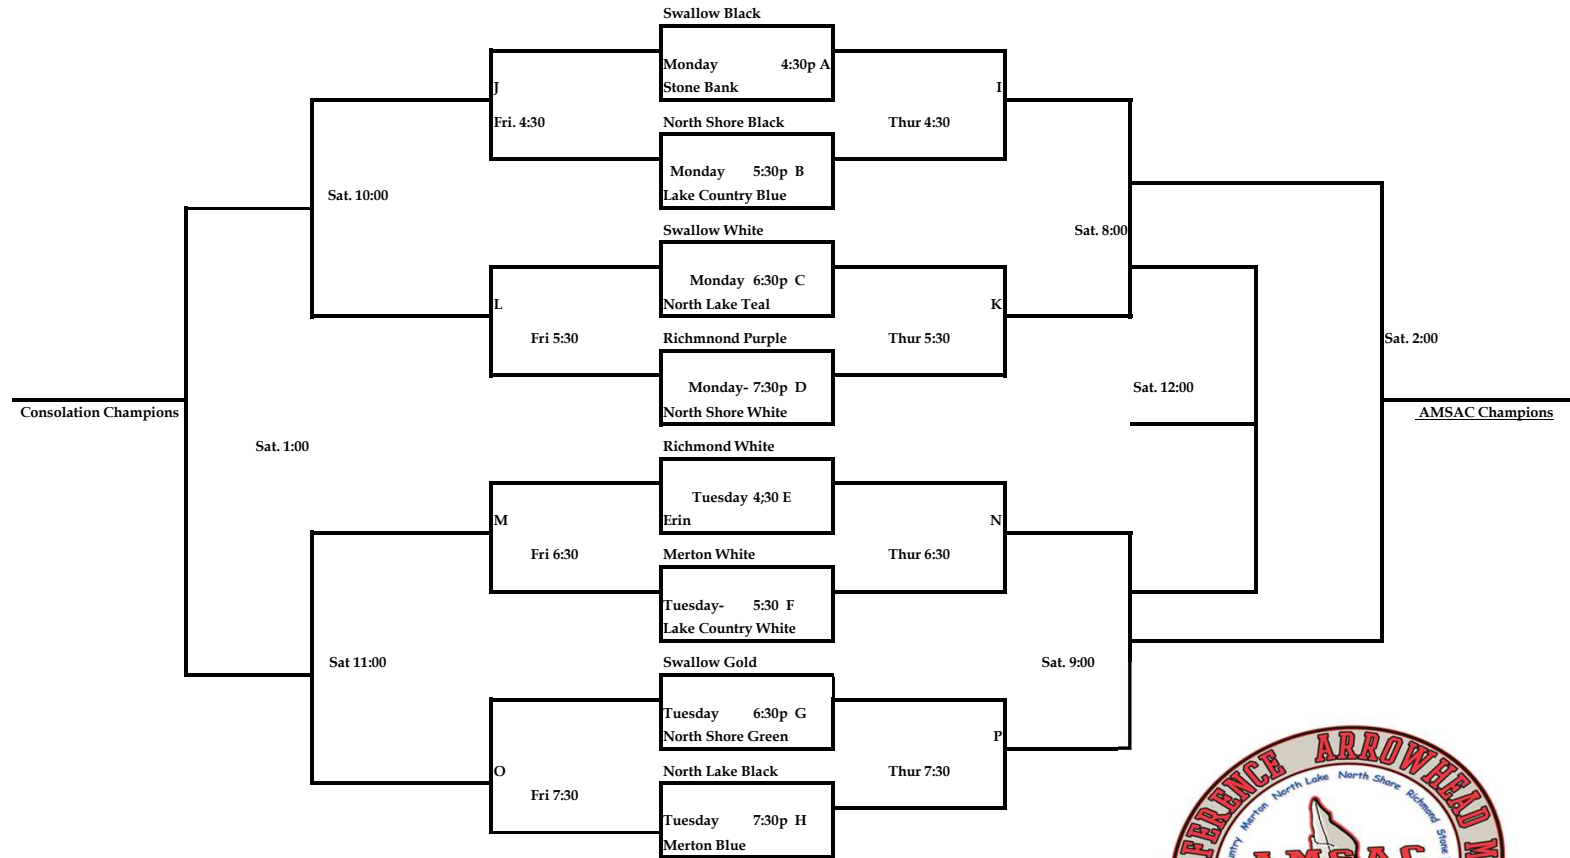 Swallow Black
Monday 4:30p A
J
Stone Bank
I
Fri. 4:30
North Shore Black
Thur 4:30
Monday 5:30p B
Sat. 10:00
Lake Country Blue
Swallow White
Sat. 8:00
Monday 6:30p C
L
North Lake Teal
K
Fri 5:30
Richmnond Purple
Thur 5:30
Sat. 2:00
Monday- 7:30p D
Sat. 12:00
Consolation Champions
North Shore White
AMSAC Champions
Sat. 1:00
Richmond White
Tuesday 4;30 E
M
Erin
N
Fri 6:30
Merton White
Thur 6:30
Tuesday- 5:30 F
Lake Country White
Sat 11:00
Swallow Gold
Sat. 9:00
Tuesday 6:30p G
North Shore Green
P
O
North Lake Black
Thur 7:30
Fri 7:30
Tuesday 7:30p H
Merton Blue
ARROWHEAD
Merton North Lake North Shore Richmond Stone
AMSAC